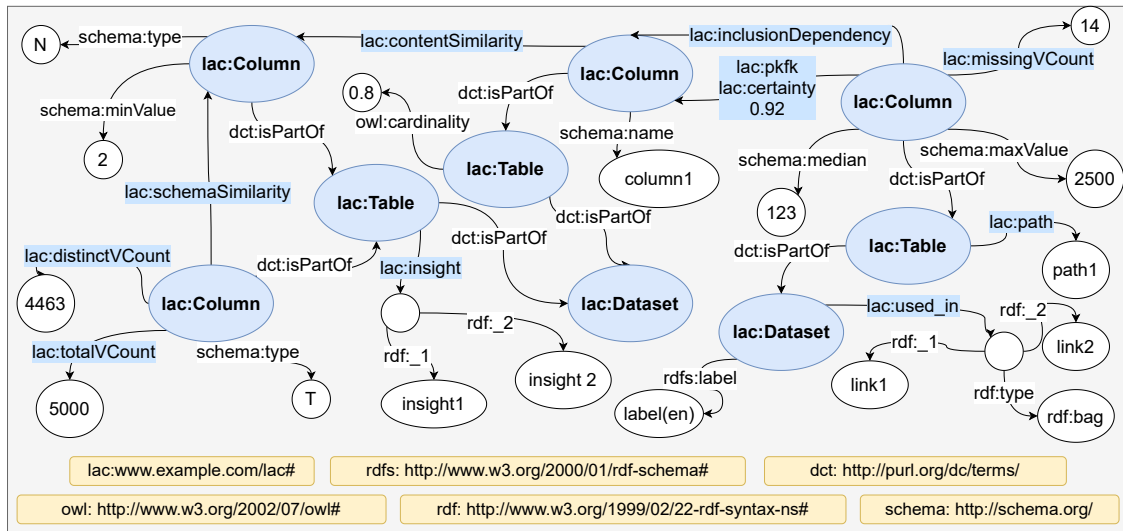 N
schema:type
lac:Column
lac:contentSimilarity
lac:Column
lac:inclusionDependency
14
lac:missingVCount
lac:pkfk
lac:certainty
0.92
lac:Column
schema:minValue
2
dct:isPartOf
0.8
owl:cardinality
dct:isPartOf
schema:name
column1
schema:median
123
schema:maxValue
2500
dct:isPartOf
lac:schemaSimilarity
lac:Table
lac:Table
dct:isPartOf
dct:isPartOf
lac:Table
lac:path
path1
dct:isPartOf
lac:distinctVCount
4463
lac:Column
dct:isPartOf
lac:insight
lac:Dataset
lac:Dataset
lac:used_in
rdf:_2
link2
rdf:_1
link1
rdf:type
rdf:bag
lac:totalVCount
5000
schema:type
T
rdf:_1
insight1
rdf:_2
insight 2
rdfs:label
label(en)
lac:www.example.com/lac#
rdfs: http://www.w3.org/2000/01/rdf-schema#
dct: http://purl.org/dc/terms/
owl: http://www.w3.org/2002/07/owl#
rdf: http://www.w3.org/1999/02/22-rdf-syntax-ns#
schema: http://schema.org/